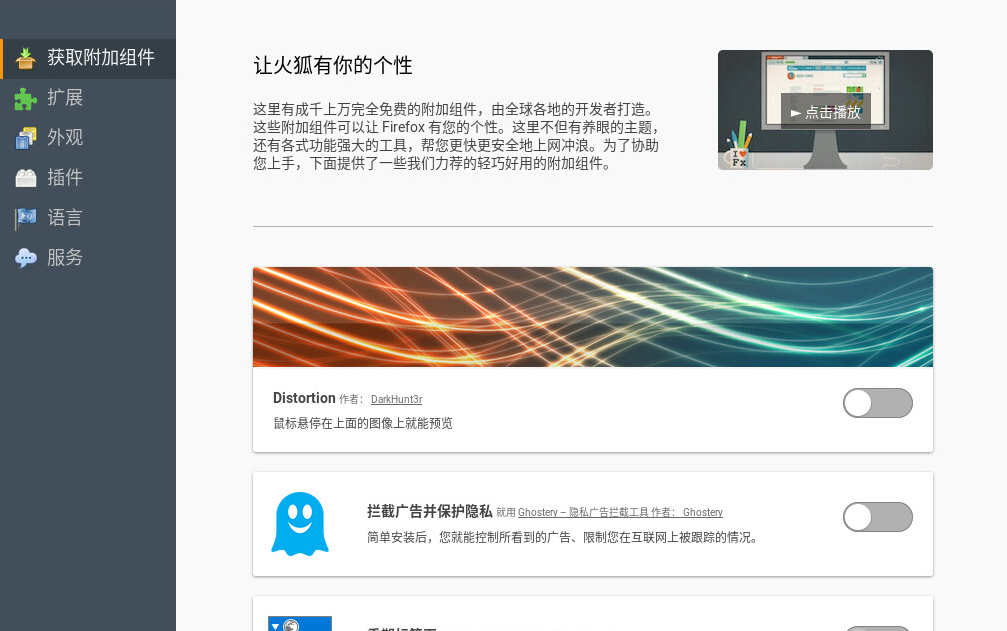 获取附加组件
扩展
外观
插件
语言
服务
让火狐有你的个性
这里有成千上万完全免费的附加组件，由全球各地的开发者打造。
这些附加组件可以让 Firefox 有您的个性。这里不但有养眼的主题，
还有各式功能强大的工具，帮您更快更安全地上网冲浪。为了协助
您上手，下面提供了一些我们力荐的轻巧好用的附加组件。
ADD-ONS
► 点击播放
I
Fx
Distortion 作者： DarkHunt3r
鼠标悬停在上面的图像上就能预览
拦截广告并保护隐私 就用 Ghostery – 隐私广告拦截工具 作者： Ghostery
简单安装后，您就能控制所看到的广告、限制您在互联网上被跟踪的情况。